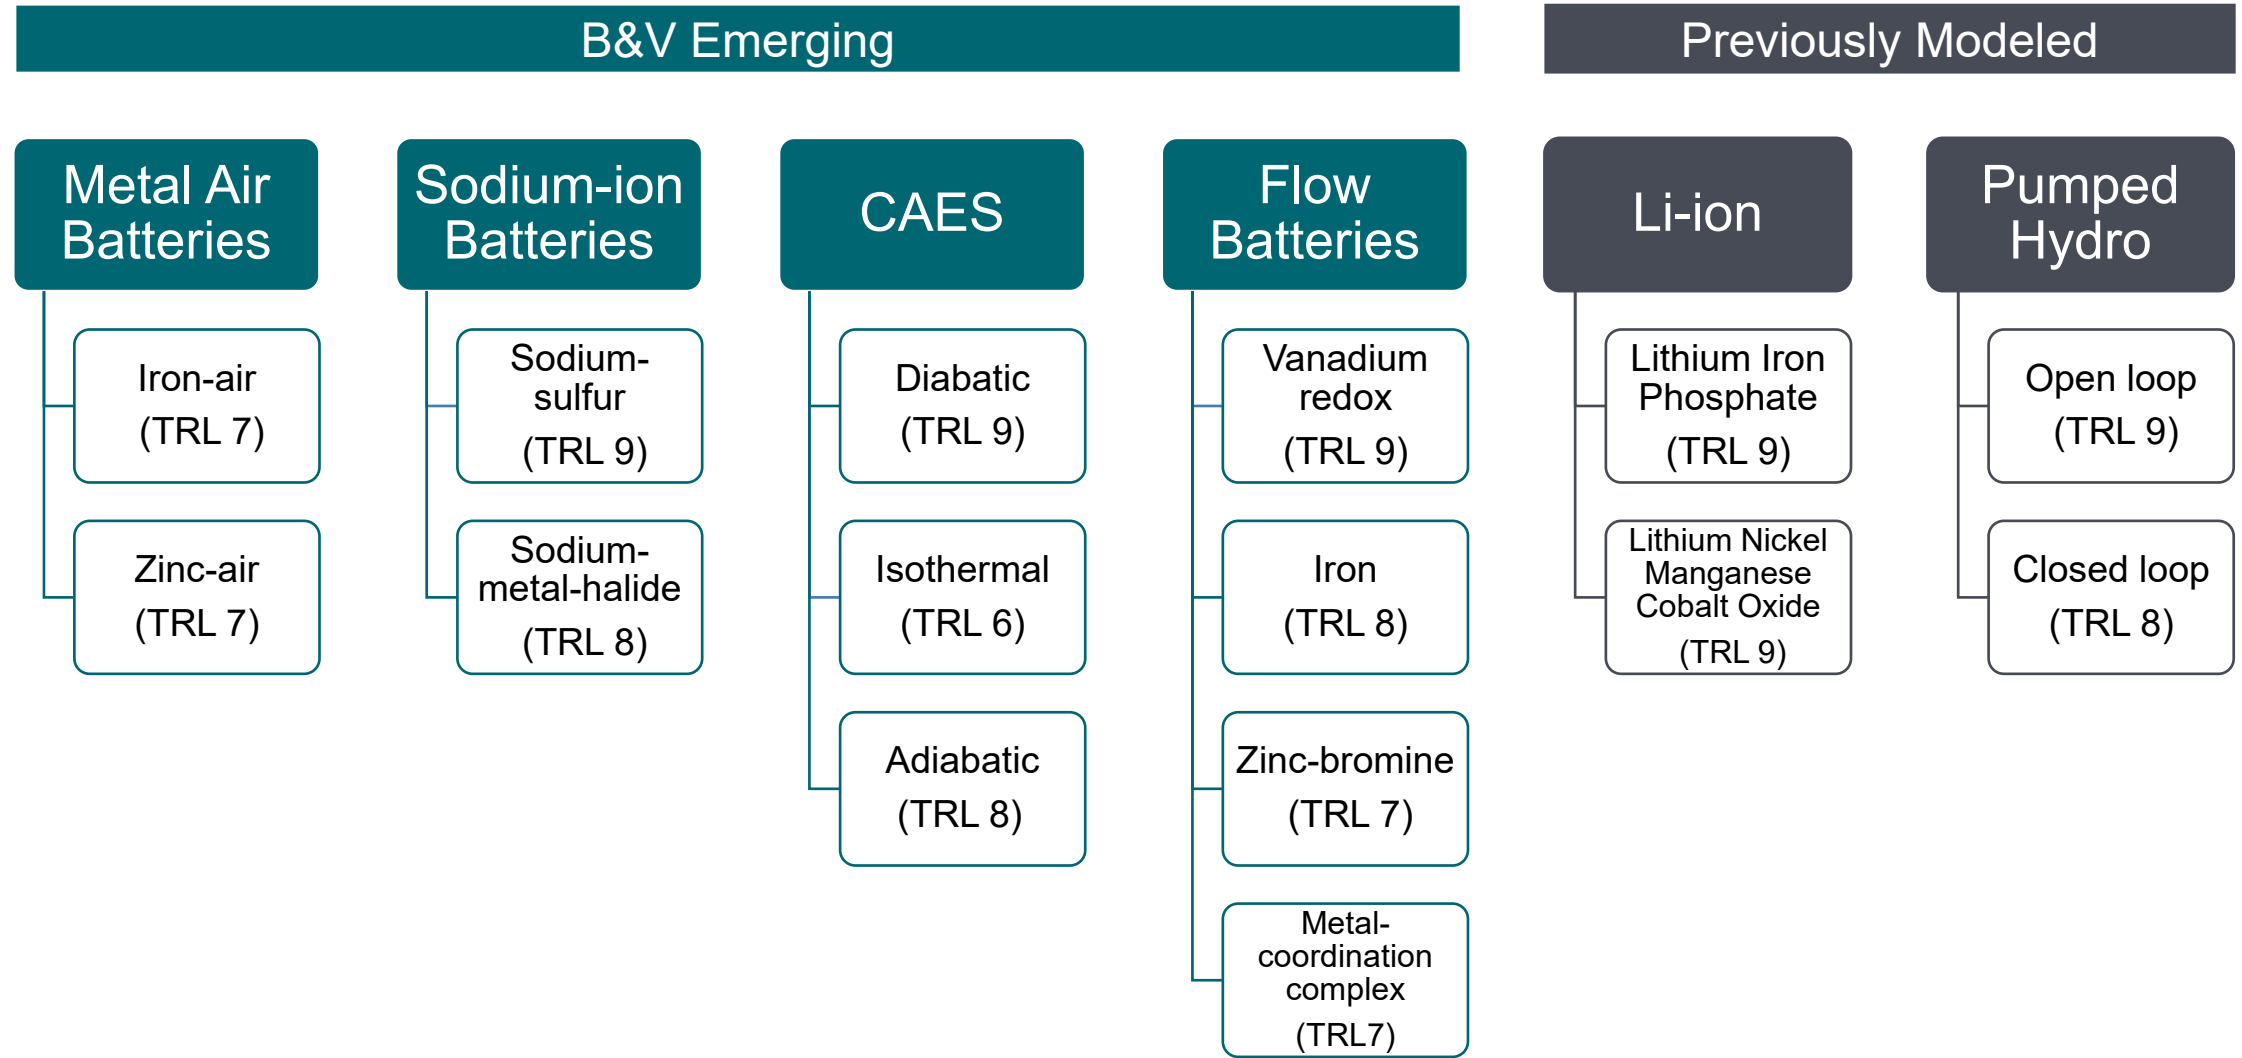 B&V Emerging
Previously Modeled
Metal Air
Batteries
Iron-air
(TRL 7)
Zinc-air
(TRL 7)
Sodium-ion
Batteries
Sodium-
sulfur
(TRL 9)
Sodium-
metal-halide
(TRL 8)
CAES
Diabatic
(TRL 9)
Isothermal
(TRL 6)
Adiabatic
(TRL 8)
Flow
Batteries
Vanadium
redox
(TRL 9)
Iron
(TRL 8)
Zinc-bromine
(TRL 7)
Metal-
coordination
complex
(TRL7)
Li-ion
Lithium Iron
Phosphate
(TRL 9)
Lithium Nickel
Manganese
Cobalt Oxide
(TRL 9)
Pumped
Hydro
Open loop
(TRL 9)
Closed loop
(TRL 8)